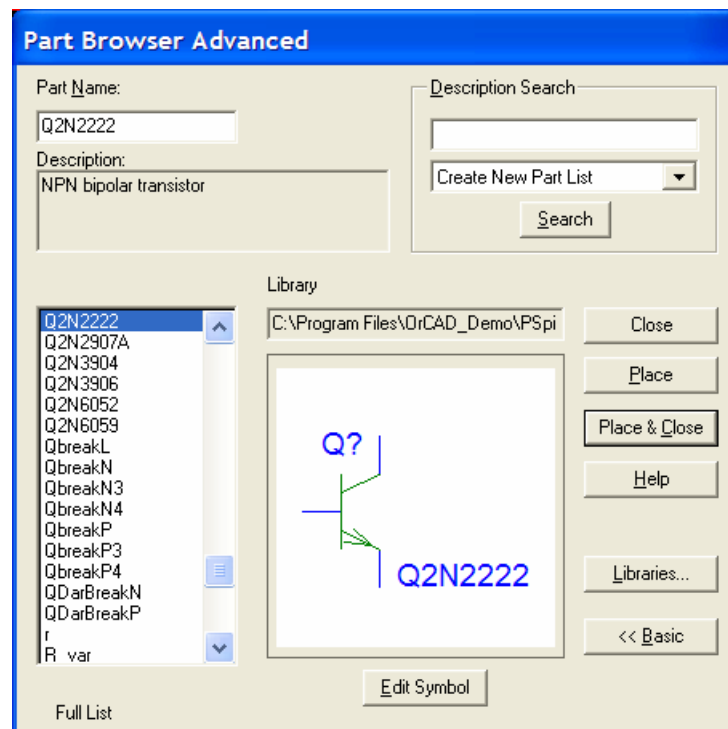 Part Browser Advanced
Part Name:
Q2N2222
Description:
NPN bipolar transistor
Description Search
Create New Part List
Search
Library
C:\Program Files\OrCAD_Demo\PSpi
Q2N2222
Q2N2907A
Q2N3904
Q2N3906
Q2N6052
Q2N6059
QbreakL
QbreakN
QbreakN3
QbreakN4
QbreakP
QbreakP3
QbreakP4
QDarBreakN
QDarBreakP
r
R_var
Full List
Q?
Q2N2222
Edit Symbol
Close
Place
Place & Close
Help
Libraries...
<< Basic